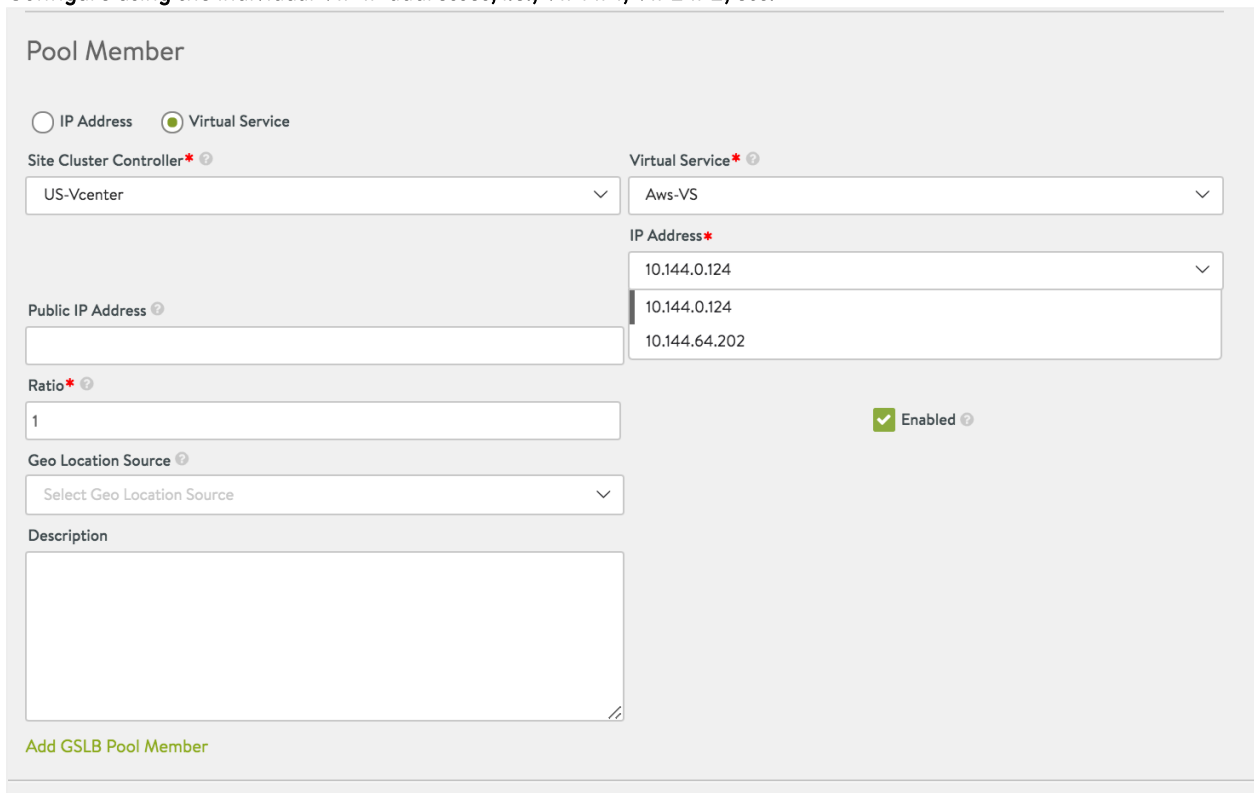 Pool Member
IP Address Virtual Service
Site Cluster Controller* Virtual Service*
US-Vcenter Aws-VS
IP Address*
10.144.0.124
Public IP Address 10.144.0.124
10.144.64.202
Ratio*
1 Enabled
Geo Location Source
Select Geo Location Source
Description
Add GSLB Pool Member